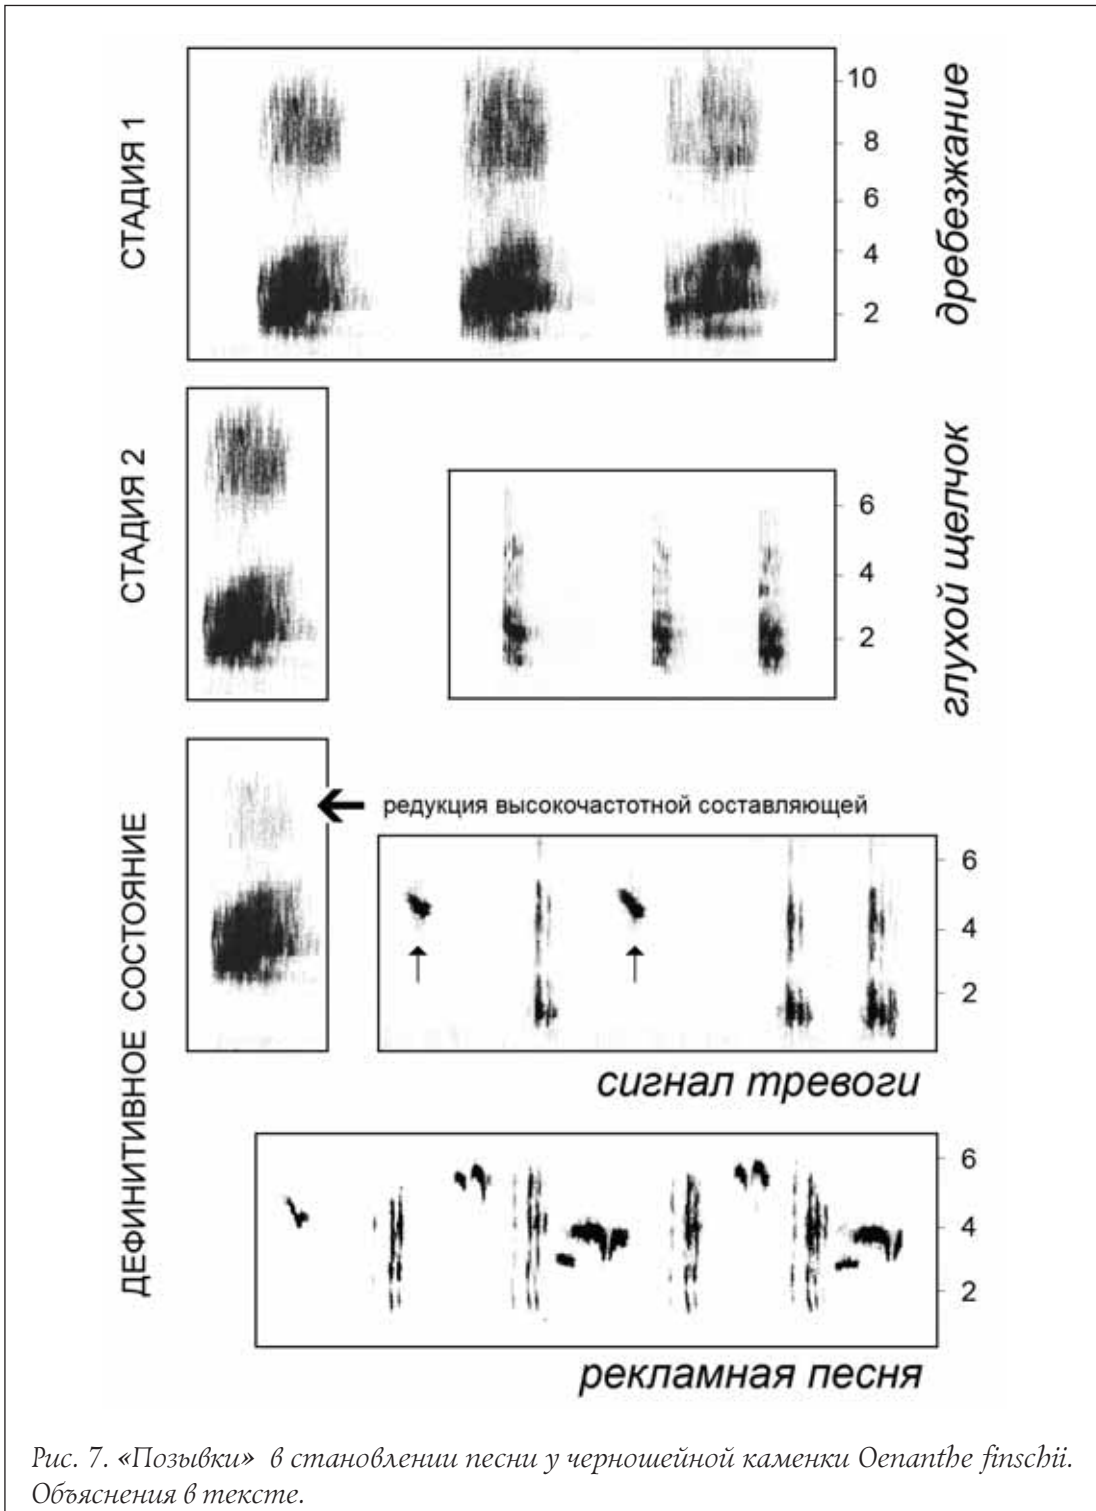 СТАДИЯ 1
10
8
6
4
2
дребезжание
СТАДИЯ 2
6
4
2
глухой щелчок
ДЕФИНИТИВНОЕ СОСТОЯНИЕ
редукция высокочастотной составляющей
6
4
2
сигнал тревоги
6
4
2
рекламная песня
Рис. 7. «Позывки» в становлении песни у черношейной каменки Oenanthe finschii.
Объяснения в тексте.